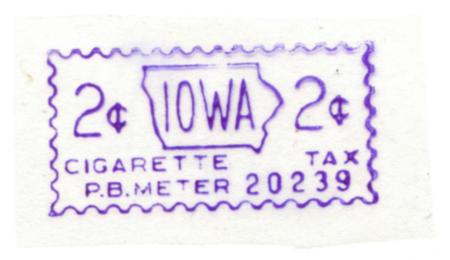 2¢ IOWA 2¢
CIGARETTE TAX
P.B. METER 20239